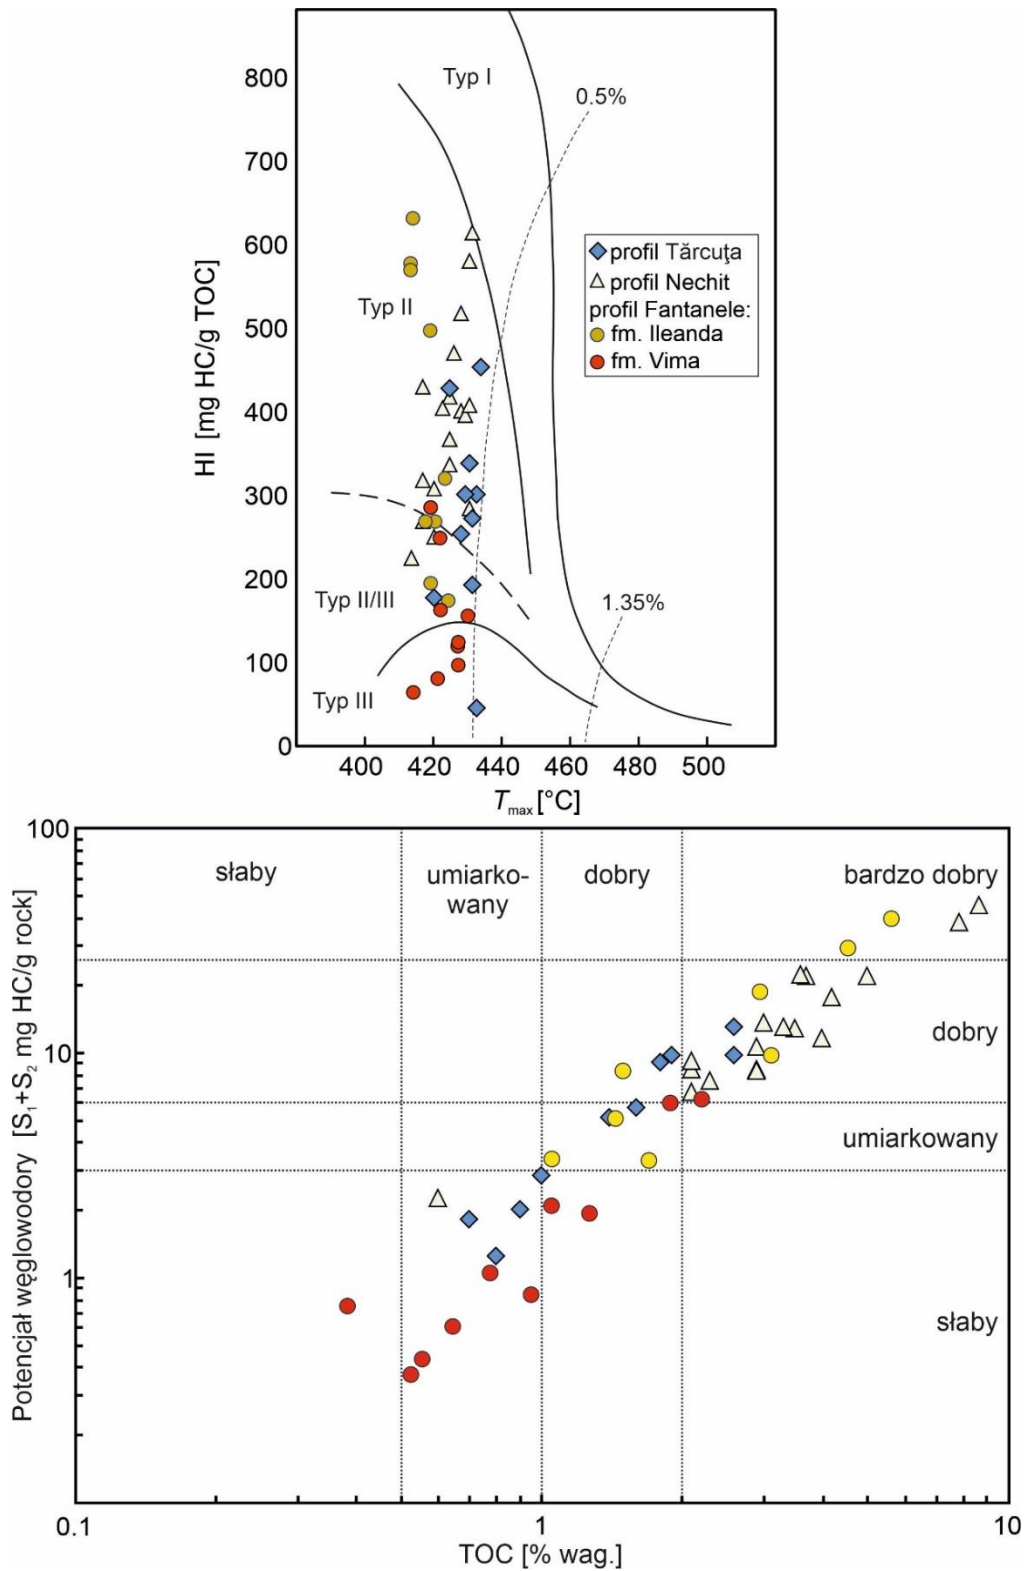 Typ I
0.5%
800
700
600
500
400
300
200
100
0
HI [mg HC/g TOC]
profil Tărcuţa
profil Nechit
profil Fantanele:
fm. Ileanda
fm. Vima
Typ II
Typ II/III
1.35%
Typ III
400 420 440 460 480 500
Tmax [°C]
100
10
1
Potencjał węglowodory [S1+S2 mg HC/g rock]
słaby
umiarko-
wany
dobry
bardzo dobry
dobry
umiarkowany
słaby
0.1 1 10
TOC [% wag.]